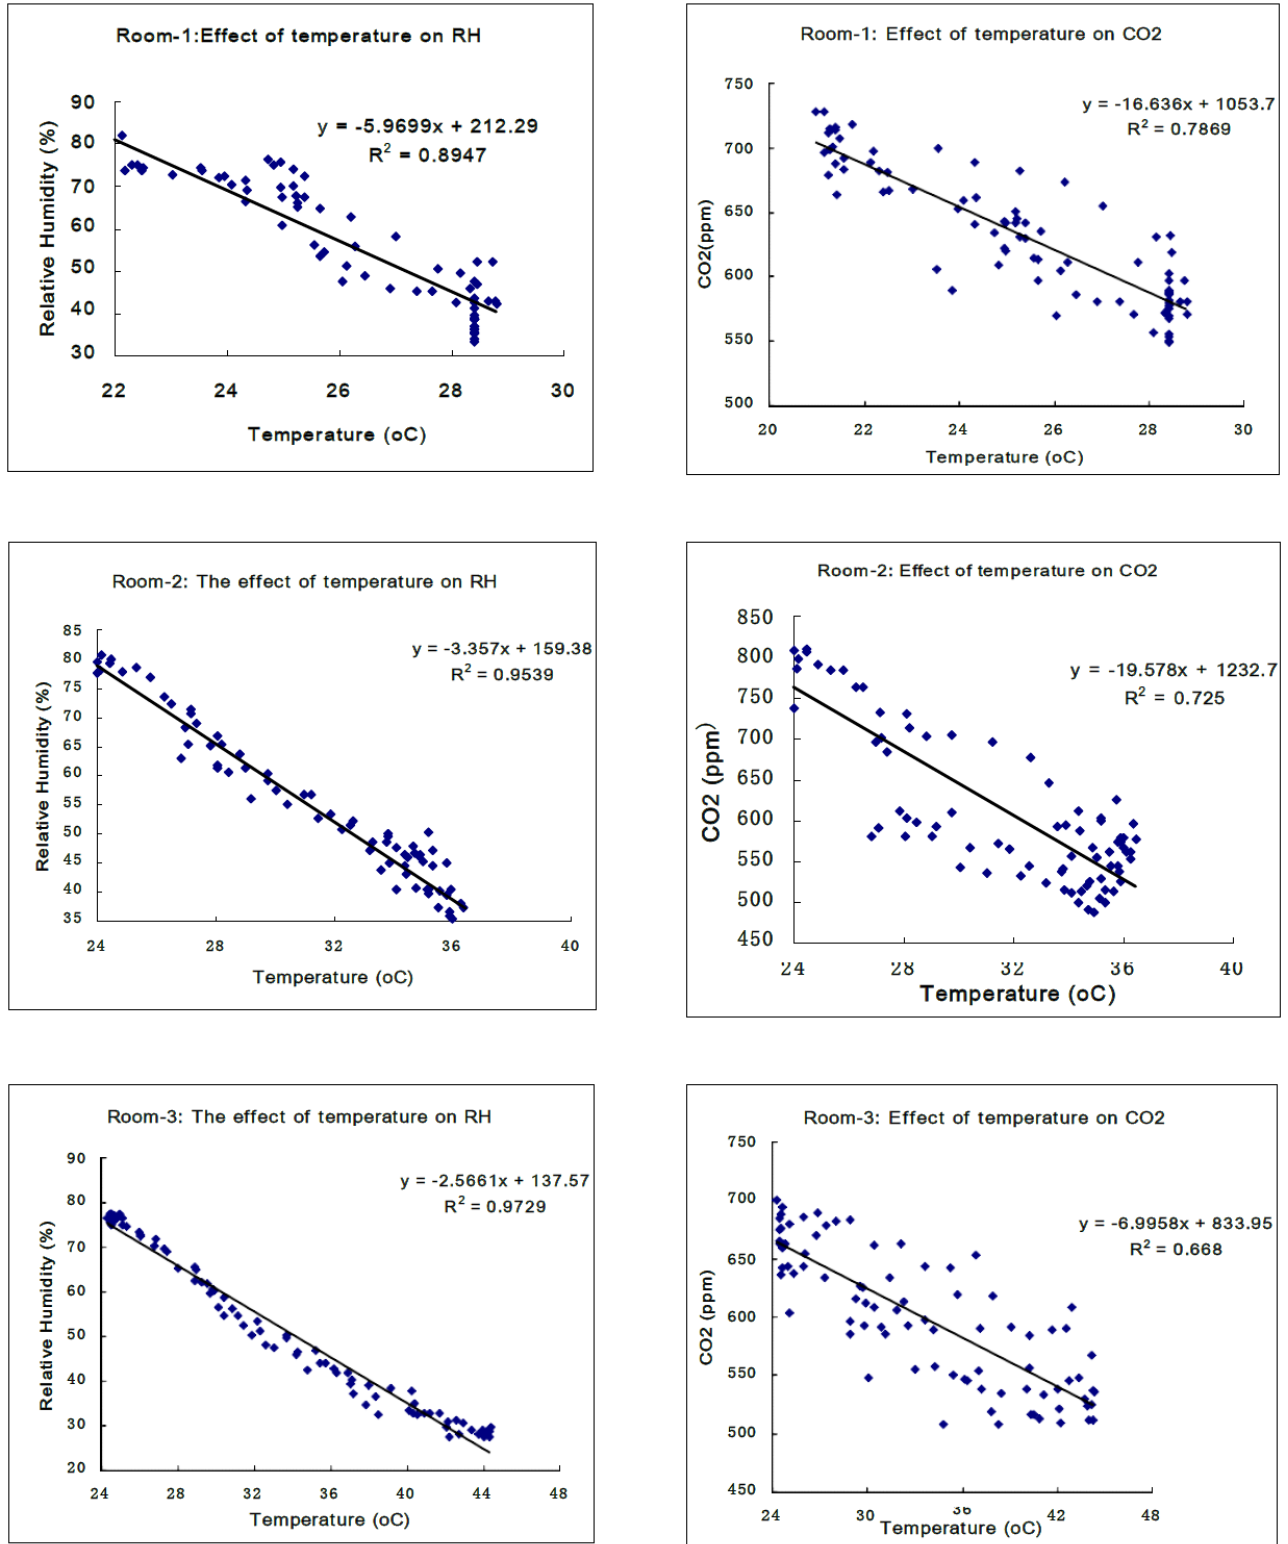 Room-1:Effect of temperature on RH
y = -5.9699x + 212.29
R² = 0.8947
Relative Humidity (%)
90
80
70
60
50
40
30
22 24 26 28 30
Temperature (oC)
Room-1: Effect of temperature on CO2
y = -16.636x + 1053.7
R² = 0.7869
CO2(ppm)
750
700
650
600
550
500
20 22 24 26 28 30
Temperature (oC)
Room-2: The effect of temperature on RH
y = -3.357x + 159.38
R² = 0.9539
Relative Humidity (%)
85
80
75
70
65
60
55
50
45
40
35
24 28 32 36 40
Temperature (oC)
Room-2: Effect of temperature on CO2
y = -19.578x + 1232.7
R² = 0.725
CO2 (ppm)
850
800
750
700
650
600
550
500
450
24 28 32 36 40
Temperature (oC)
Room-3: The effect of temperature on RH
y = -2.5661x + 137.57
R² = 0.9729
Relative Humidity (%)
90
80
70
60
50
40
30
20
24 28 32 36 40 44 48
Temperature (oC)
Room-3: Effect of temperature on CO2
y = -6.9958x + 833.95
R² = 0.668
CO2 (ppm)
750
700
650
600
550
500
450
24 30 36 42 48
Temperature (oC)